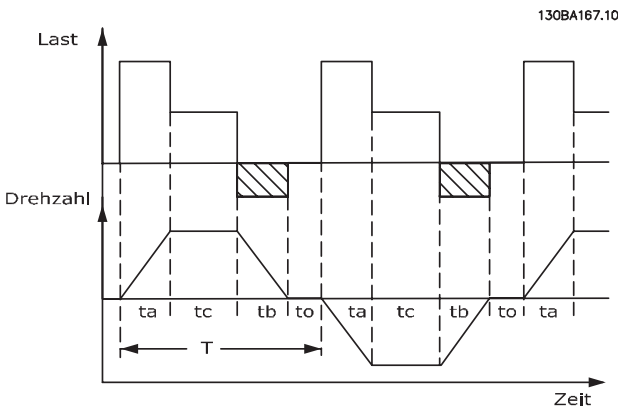 130BA167.10
Last
Drehzahl
ta tc tb to ta tc tb to ta
T
Zeit